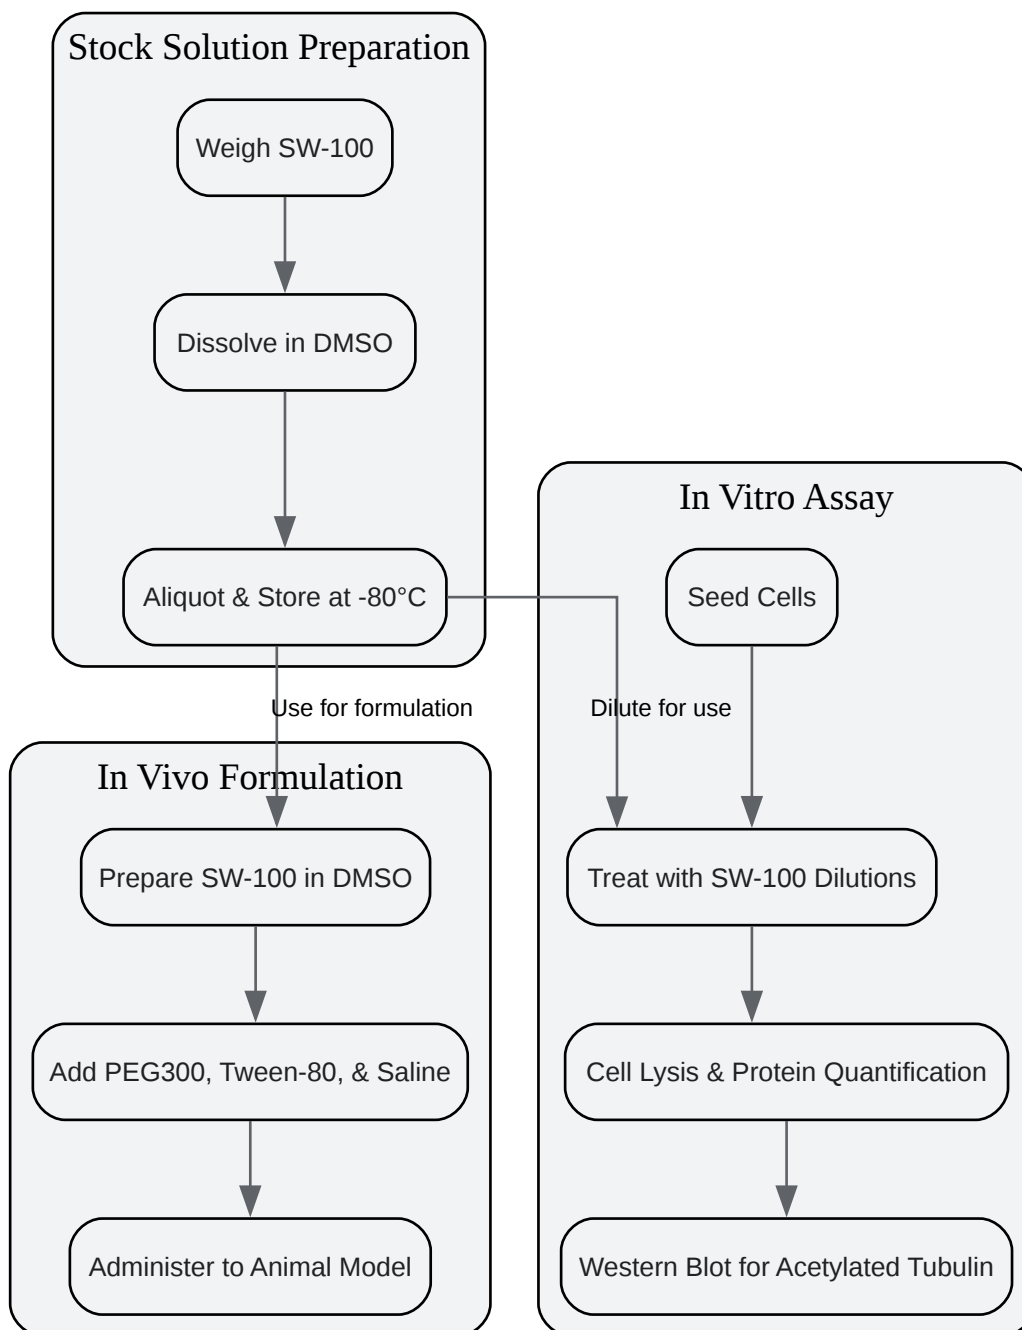 Stock Solution Preparation
Weigh SW-100
Dissolve in DMSO
Aliquot & Store at -80°C
Use for formulation
In Vivo Formulation
Prepare SW-100 in DMSO
Add PEG300, Tween-80, & Saline
Administer to Animal Model
In Vitro Assay
Seed Cells
Dilute for use
Treat with SW-100 Dilutions
Cell Lysis & Protein Quantification
Western Blot for Acetylated Tubulin